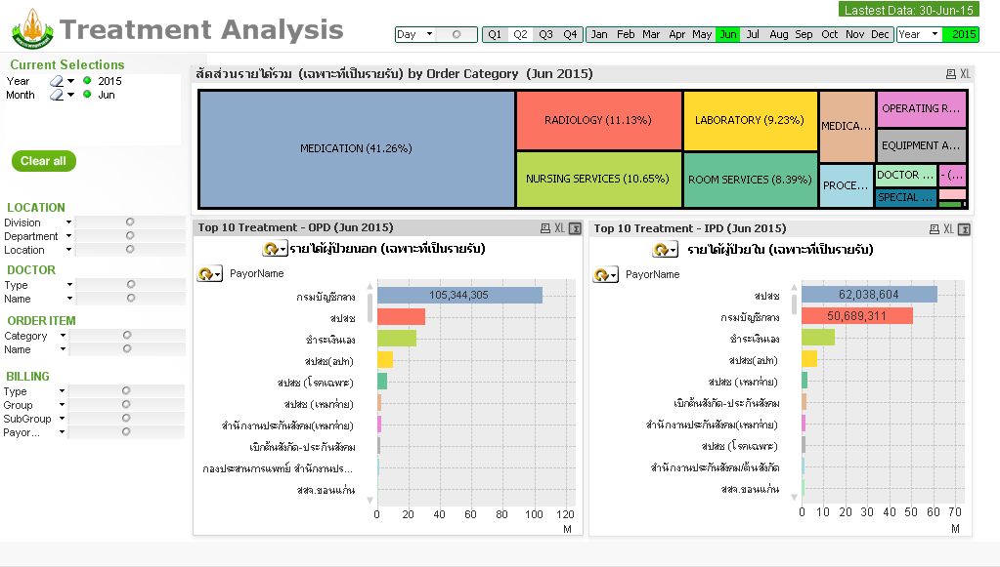 Lastest Data: 30-Jun-15
Treatment Analysis
Day Q1 Q2 Q3 Q4 Jan Feb Mar Apr May Jun Jul Aug Sep Oct Nov Dec Year 2015
Current Selections
Year 2015
Month Jun
Clear all
LOCATION
Division
Department
Location
DOCTOR
Type
Name
ORDER ITEM
Category
Name
BILLING
Type
Group
SubGroup
Payor...
สัดส่วนรายได้รวม (เฉพาะที่เป็นรายรับ) by Order Category (Jun 2015)
XL
MEDICATION (41.26%)
RADIOLOGY (11.13%)
NURSING SERVICES (10.65%)
LABORATORY (9.23%)
ROOM SERVICES (8.39%)
MEDICA...
PROCE...
OPERATING R...
EQUIPMENT A...
DOCTOR ...
- (...
SPECIAL ...
Top 10 Treatment - OPD (Jun 2015)
XL
รายได้ผู้ป่วยนอก (เฉพาะที่เป็นรายรับ)
PayorName
กรมบัญชีกลาง 105,344,305
สปสช
ชำระเงินเอง
สปสช(อปท)
สปสช (โรคเฉพาะ)
สปสช (เหมาจ่าย)
สำนักงานประกันสังคม(เหมาจ่าย)
เบิกต้นสังกัด-ประกันสังคม
กองประสานการแพทย์ สำนักงานปร...
สสจ.ขอนแก่น
0 20 40 60 80 100 120
M
Top 10 Treatment - IPD (Jun 2015)
XL
รายได้ผู้ป่วยใน (เฉพาะที่เป็นรายรับ)
PayorName
สปสช 62,038,604
กรมบัญชีกลาง 50,689,311
ชำระเงินเอง
สปสช(อปท)
สปสช (เหมาจ่าย)
เบิกต้นสังกัด-ประกันสังคม
สำนักงานประกันสังคม(เหมาจ่าย)
สปสช (โรคเฉพาะ)
สำนักงานประกันสังคม/ต้นสังกัด
สสจ.ขอนแก่น
0 10 20 30 40 50 60 70
M